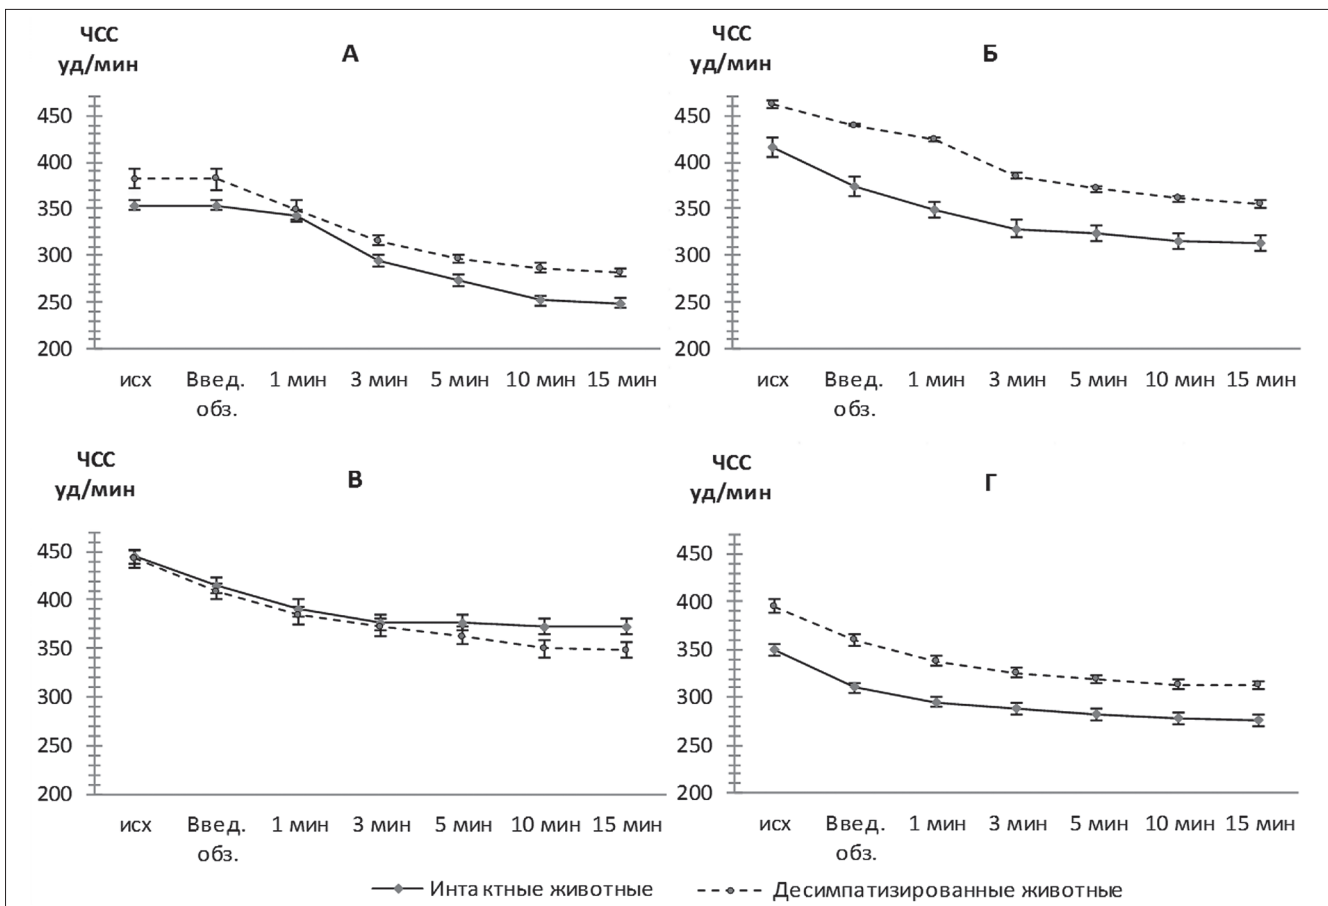 ЧСС
уд/мин
А
450
400
350
300
250
200
исх
Введ.
обз.
1 мин
3 мин
5 мин
10 мин
15 мин
ЧСС
уд/мин
Б
450
400
350
300
250
200
исх
Введ.
обз.
1 мин
3 мин
5 мин
10 мин
15 мин
ЧСС
уд/мин
В
450
400
350
300
250
200
исх
Введ.
обз.
1 мин
3 мин
5 мин
10 мин
15 мин
ЧСС
уд/мин
Г
450
400
350
300
250
200
исх
Введ.
обз.
1 мин
3 мин
5 мин
10 мин
15 мин
Интактные животные
Десимпатизированные животные